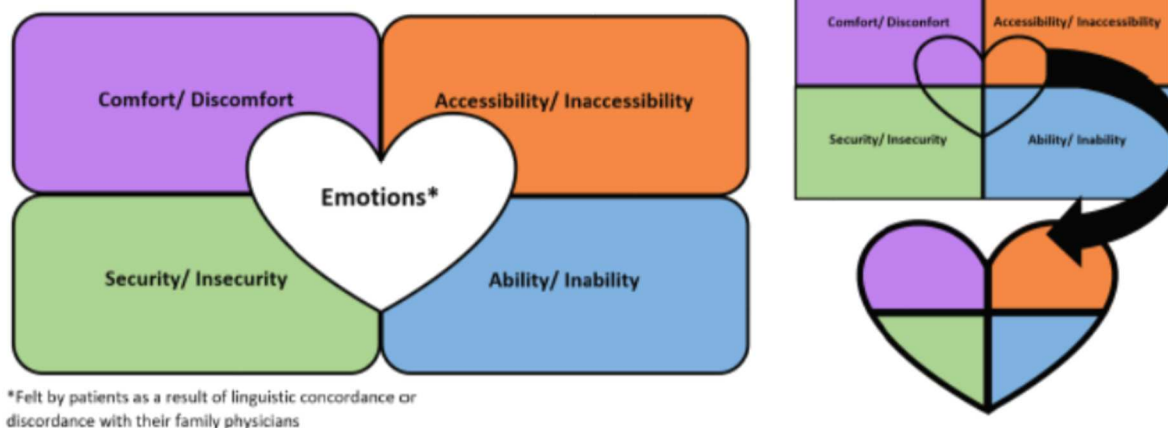 Comfort/ Discomfort
Accessibility/ Inaccessibility
Emotions*
Security/ Insecurity
Ability/ Inability
*Felt by patients as a result of linguistic concordance or
discordance with their family physicians
Comfort/ Disconfort
Accessibility/ Inaccessibility
Security/ Insecurity
Ability/ Inability